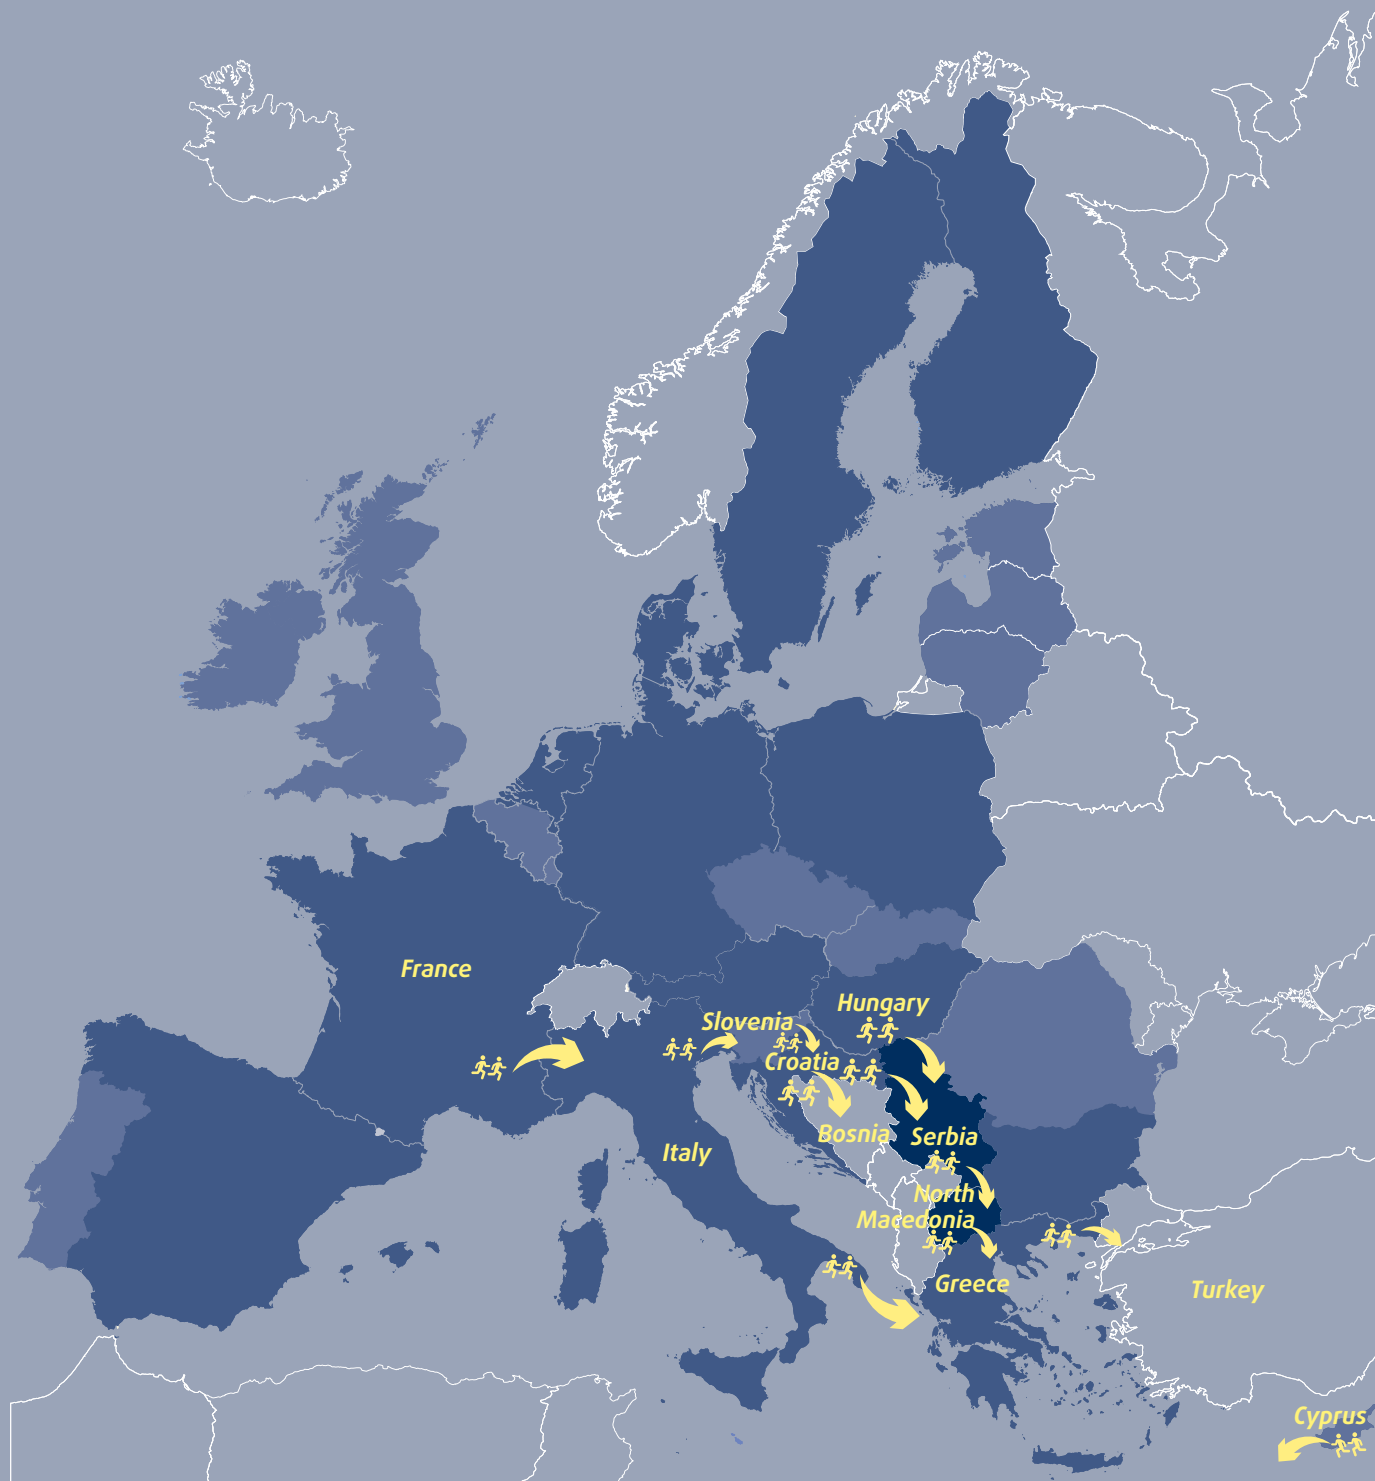 France
Hungary
Slovenia
Croatia
Bosnia
Serbia
Italy
North
Macedonia
Greece
Turkey
Cyprus